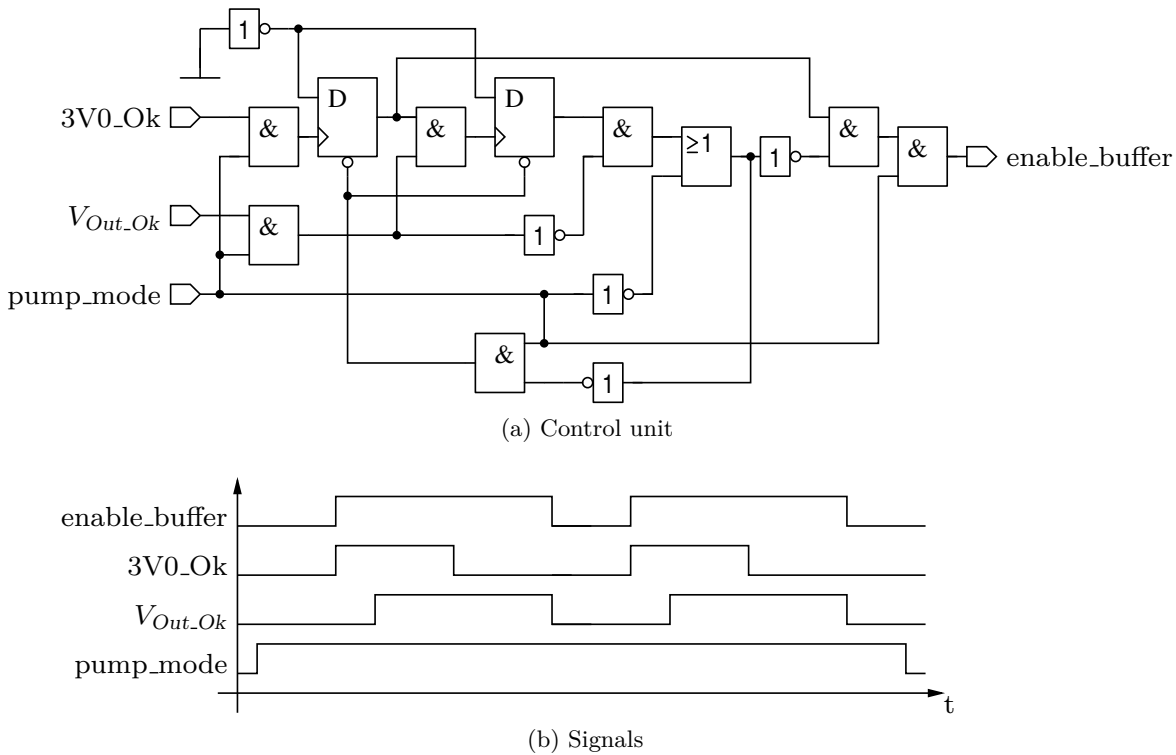 1
D
D
3V0_Ok
&
&
&
≥1
1
&
&
enable_buffer
V_Out_Ok
&
1
pump_mode
1
&
1
(a) Control unit
enable_buffer
3V0_Ok
V_Out_Ok
pump_mode
t
(b) Signals